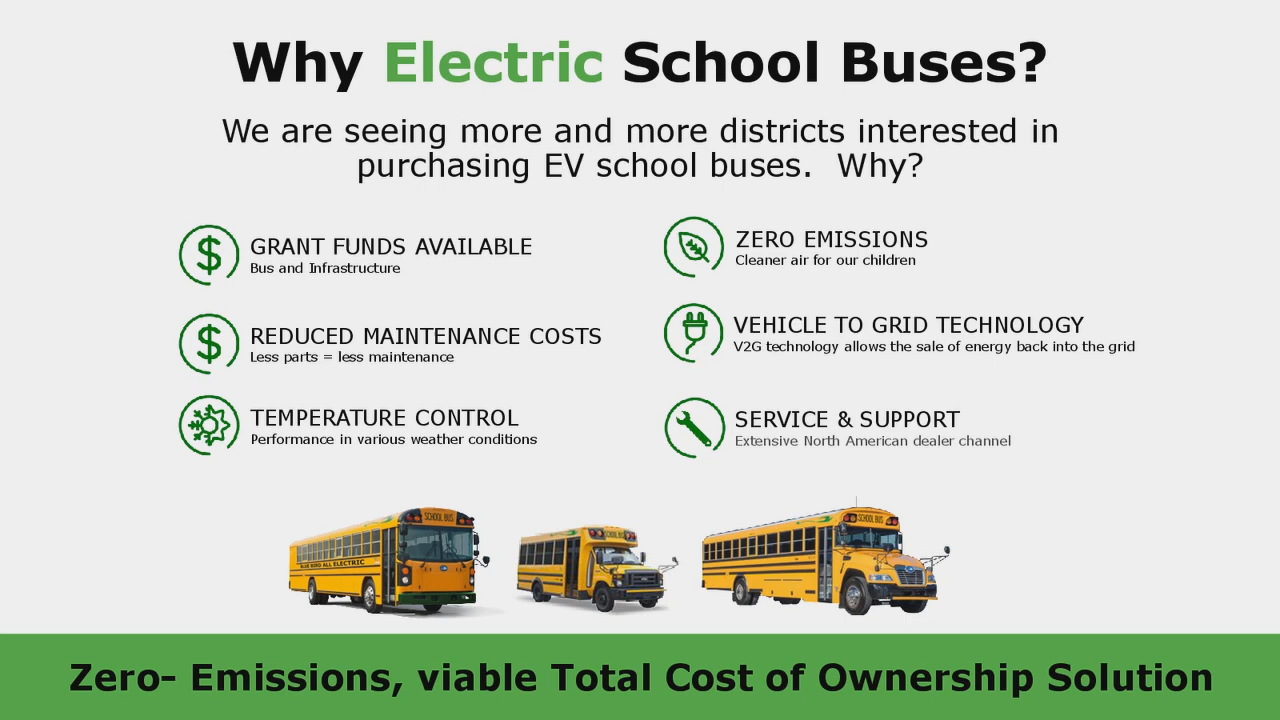 Why Electric School Buses?
We are seeing more and more districts interested in
purchasing EV school buses.  Why?
GRANT FUNDS AVAILABLE
Bus and Infrastructure
REDUCED MAINTENANCE COSTS
Less parts = less maintenance
TEMPERATURE CONTROL
Performance in various weather conditions
ZERO EMISSIONS
Cleaner air for our children
VEHICLE TO GRID TECHNOLOGY
V2G technology allows the sale of energy back into the grid
SERVICE & SUPPORT
Extensive North American dealer channel
SCHOOL BUS
BLUE BIRD ALL ELECTRIC
SCHOOL BUS
SCHOOL BUS
Zero- Emissions, viable Total Cost of Ownership Solution